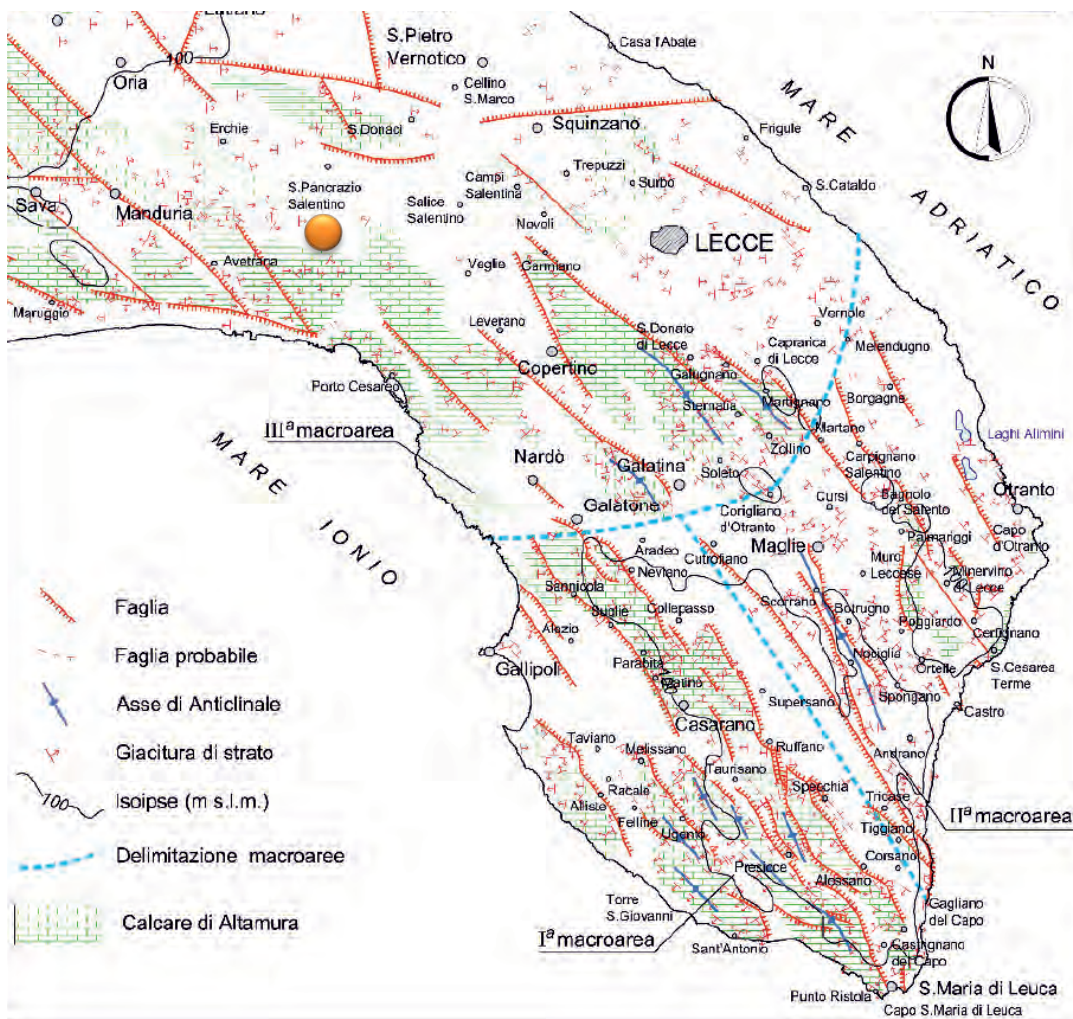 Casa l'Abate
S.Pietro
Vernotico
100
Oria
Cellino
S.Marco
S.Donaci
Erchie
Squinzano
Frigule
MARE ADRIATICO
N
Trepuzzi
Campi
Salentina
Surbo
S.Cataldo
S.Pancrazio
Salentino
Salice
Salentino
Sava
Manduria
Novoli
LECCE
Avetrana
Veglie
Carmiano
Maruggio
Leverano
Vernole
S.Donato
di Lecce
Caprarica
di Lecce
Melendugno
Copertino
Galugnano
Porto Cesareo
Martignano
Borgagne
Sternatia
Martano
IIIª macroarea
Zollino
Laghi Alimini
Carpignano
Salentino
Nardò
Galatina
Soleto
Cursi
Bagnolo
del Salento
Otranto
MARE IONIO
Galatone
Corigliano
d'Otranto
Palmariggi
Capo
d'Otranto
Aradeo
Cutrofiano
Maglie
Muro
Leccese
Minervino
di Lecce
100
Neviano
Sannicola
Scorrano
Botrugno
Faglia
Collepasso
Poggiardo
Cerfignano
Alezio
Nociglia
Faglia probabile
Gallipoli
Parabita
Ortelle
S.Cesarea
Terme
100
Matino
Spongano
Supersano
Castro
Asse di Anticlinale
Casarano
Taviano
Ruffano
Andrano
Giacitura di strato
Melissano
Taurisano
Racale
Specchia
Tricase
Alliste
100
Isoipse (m s.l.m.)
Felline
Ugento
Tiggiano
IIª macroarea
Delimitazione macroaree
Presicce
Corsano
Alessano
Torre
S.Giovanni
Gagliano
del Capo
Calcare di Altamura
Iª macroarea
Sant'Antonio
Castrignano
del Capo
Punto Ristola
S.Maria di Leuca
Capo S.Maria di Leuca